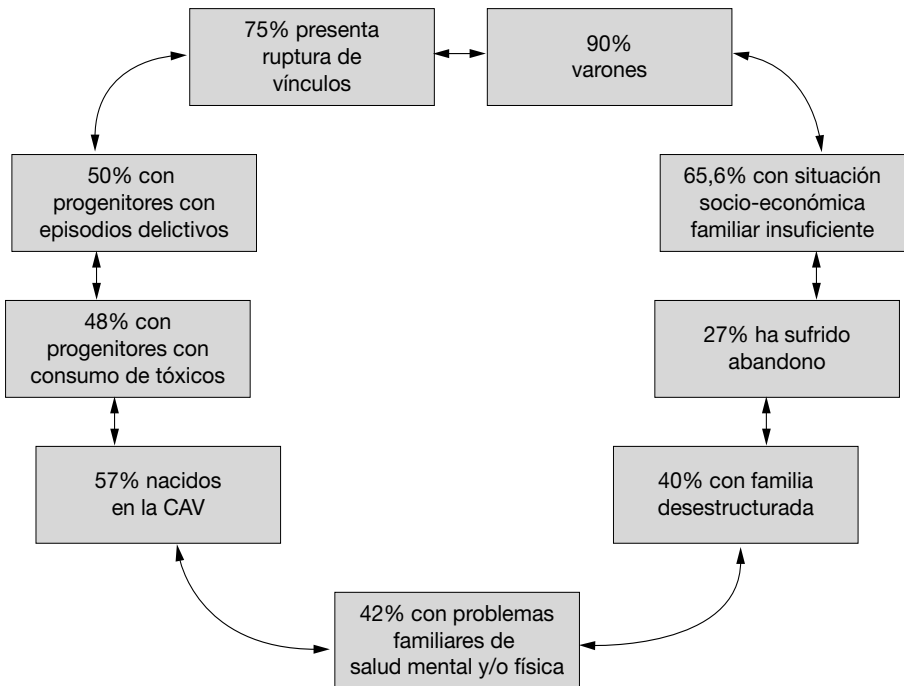 75% presenta
ruptura de
vínculos
90%
varones
50% con
progenitores con
episodios delictivos
65,6% con situación
socio-económica
familiar insuficiente
48% con
progenitores con
consumo de tóxicos
27% ha sufrido
abandono
57% nacidos
en la CAV
40% con familia
desestructurada
42% con problemas
familiares de
salud mental y/o física